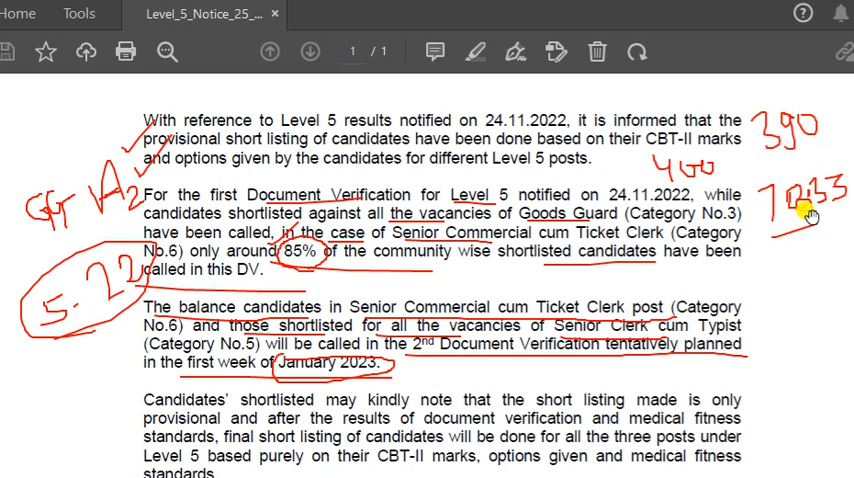 Home
Tools
Level_5_Notice_25_...
×
1 / 1
With reference to Level 5 results notified on 24.11.2022, it is informed that the
provisional short listing of candidates have been done based on their CBT-II marks
and options given by the candidates for different Level 5 posts.
390
400
A2
For the first Document Verification for Level 5 notified on 24.11.2022, while
candidates shortlisted against all the vacancies of Goods Guard (Category No.3)
have been called, in the case of Senior Commercial cum Ticket Clerk (Category
No.6) only around 85% of the community wise shortlisted candidates have been
called in this DV.
5-22
The balance candidates in Senior Commercial cum Ticket Clerk post (Category
No.6) and those shortlisted for all the vacancies of Senior Clerk cum Typist
(Category No.5) will be called in the 2nd Document Verification tentatively planned
in the first week of January 2023.
Candidates' shortlisted may kindly note that the short listing made is only
provisional and after the results of document verification and medical fitness
standards, final short listing of candidates will be done for all the three posts under
Level 5 based purely on their CBT-II marks, options given and medical fitness
standards.